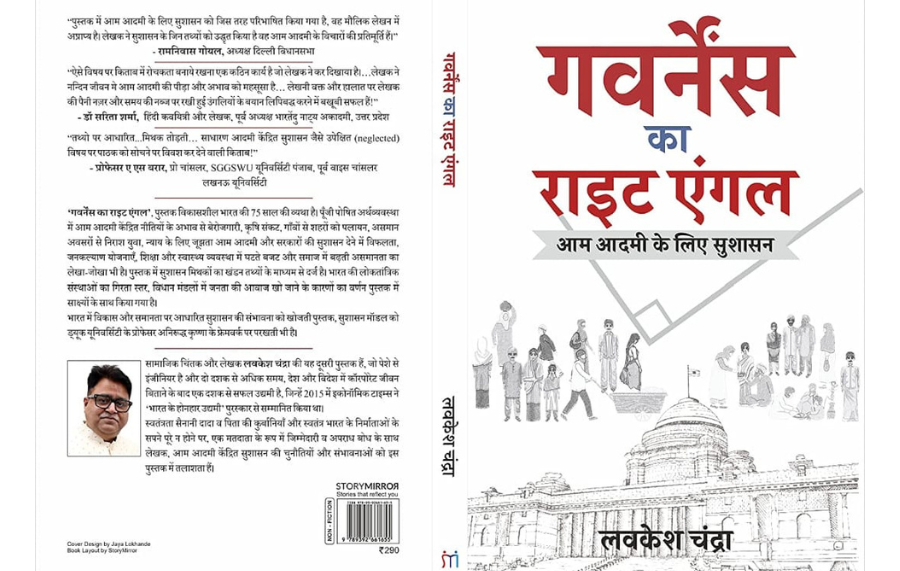 “पुस्तक में आम आदमी के लिए सुशासन को जिस तरह परिभाषित किया गया है, वह मौलिक लेखन में
अप्राप्य है। लेखक ने सुशासन के जिन तथ्यों को उद्धृत किया है वह आम आदमी के विचारों की प्रतिमूर्ति हैं।”
- रामनिवास गोयल, अध्यक्ष दिल्ली विधानसभा
“ऐसे विषय पर किताब में रोचकता बनाये रखना एक कठिन कार्य है जो लेखक ने कर दिखाया है।…लेखक ने
नन्दिन जीवन मे आम आदमी की पीड़ा और अभाव को महसूसा है… लेखनी वक्त और हालात पर लेखक
की पैनी नज़र और समय की नब्ज पर रखी हुई उंगलियों के बयान लिपिबद्ध करने में बखूबी सफल हैं!”
- डॉ सरिता शर्मा, हिंदी कवयित्री और लेखक, पूर्व अध्यक्ष भारतेंदु नाट्य अकादमी, उत्तर प्रदेश
“तथ्यो पर आधारित...मिथक तोड़ती… साधारण आदमी केंद्रित सुशासन जैसे उपेक्षित (neglected)
विषय पर पाठक को सोचने पर विवश कर देने वाली किताब!”
- प्रोफेसर ए एस बरार, प्रो चांसलर, SGGSWU यूनिवर्सिटी पंजाब, पूर्व वाइस चांसलर
लखनऊ यूनिवर्सिटी
‘गवर्नेंस का राइट एंगल’, पुस्तक विकासशील भारत की 75 साल की व्यथा है। पूँजी पोषित अर्थव्यवस्था
में आम आदमी केंद्रित नीतियों के अभाव से बेरोजगारी, कृषि संकट, गाँवों से शहरों को पलायन, असमान
अवसरों से निराश युवा, न्याय के लिए जूझता आम आदमी और सरकारों की सुशासन देने में विफलता,
जनकल्याण योजनाएँ, शिक्षा और स्वास्थ्य व्यवस्था में घटते बजट और समाज में बढ़ती असमानता का
लेखा-जोखा भी है। पुस्तक में सुशासन मिथकों का खंडन तथ्यों के माध्यम से दर्ज है। भारत की लोकतांत्रिक
संस्थाओं का गिरता स्तर, विधान मंडलों में जनता की आवाज खो जाने के कारणों का वर्णन पुस्तक में
साक्ष्यों के साथ किया गया है।
भारत में विकास और समानता पर आधारित सुशासन की संभावना को खोजती पुस्तक, सुशासन मॉडल को
ड्यूक यूनिवर्सिटी के प्रोफेसर अनिरूद्ध कृष्णा के फ्रेमवर्क पर परखती भी है।
सामाजिक चिंतक और लेखक लवकेश चंद्रा की यह दूसरी पुस्तक हैं, जो पेशे से
इंजीनियर है और दो दशक से अधिक समय, देश और विदेश में कॉरपोरेट जीवन
बिताने के बाद एक दशक से सफल उद्यमी है, जिन्हें 2015 में इकोनॉमिक टाइम्स ने
‘भारत के होनहार उद्यमी’ पुरस्कार से सम्मानित किया था।
स्वतंत्रता सैनानी दादा व पिता की कुर्बानियाँ और स्वतंत्र भारत के निर्माताओं के
सपने पूरे न होने पर, एक मतदाता के रूप में जिम्मेदारी व अपराध बोध के साथ
लेखक, आम आदमी केंद्रित सुशासन की चुनौतियों और संभावनाओं को इस
पुस्तक में तलाशता हैं।
STORYMIRROR
Stories that reflect you
NON - FICTION
9 789392 661655
₹290
Cover Design by Jaya Lokhande
Book Layout by StoryMirror
गवर्नेंस का राइट एंगल
लवकेश चंद्रा
गवर्नेंस
का
राइट एंगल
आम आदमी के लिए सुशासन
लवकेश चंद्रा